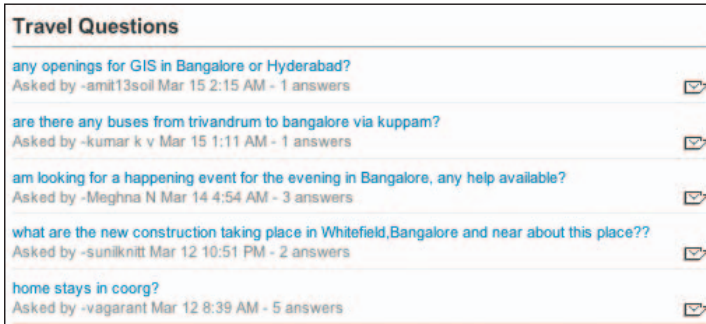 Travel Questions
any openings for GIS in Bangalore or Hyderabad?
Asked by -amit13soil Mar 15 2:15 AM - 1 answers
are there any buses from trivandrum to bangalore via kuppam?
Asked by -kumar k v Mar 15 1:11 AM - 1 answers
am looking for a happening event for the evening in Bangalore, any help available?
Asked by -Meghna N Mar 14 4:54 AM - 3 answers
what are the new construction taking place in Whitefield,Bangalore and near about this place??
Asked by -sunilknitt Mar 12 10:51 PM - 2 answers
home stays in coorg?
Asked by -vagarant Mar 12 8:39 AM - 5 answers